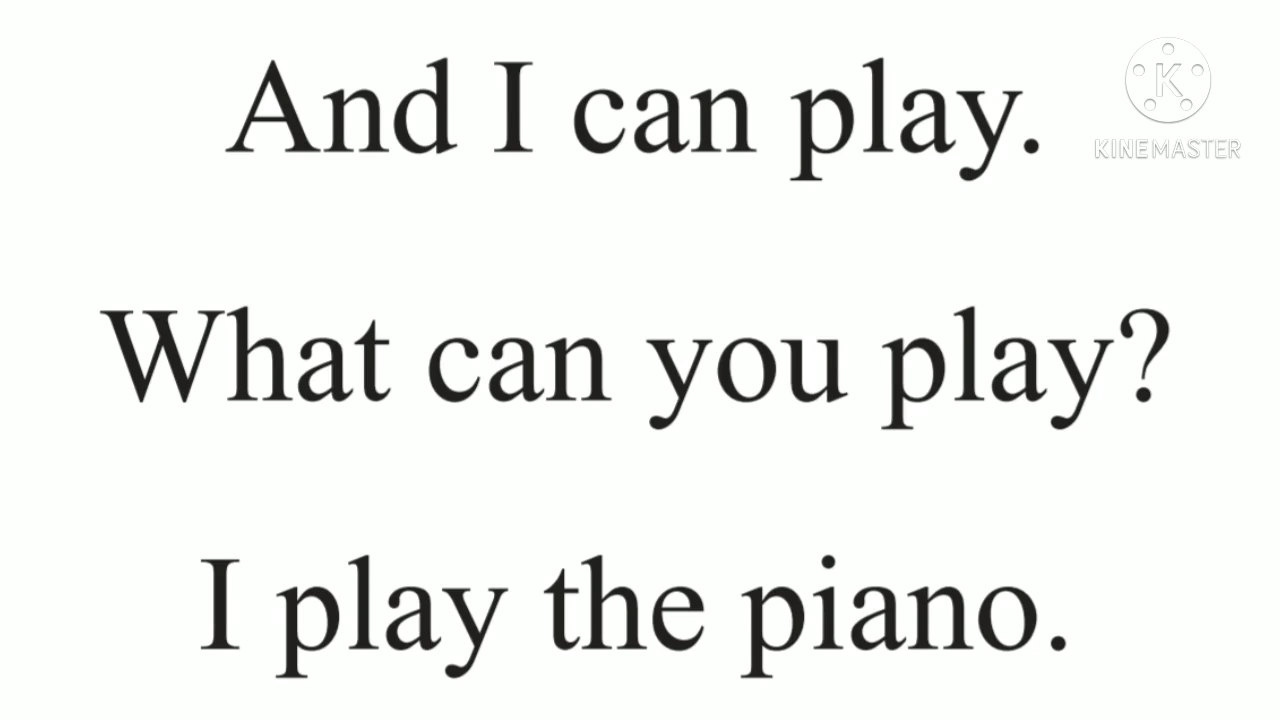 And I can play.
K
KINEMASTER
What can you play?
I play the piano.